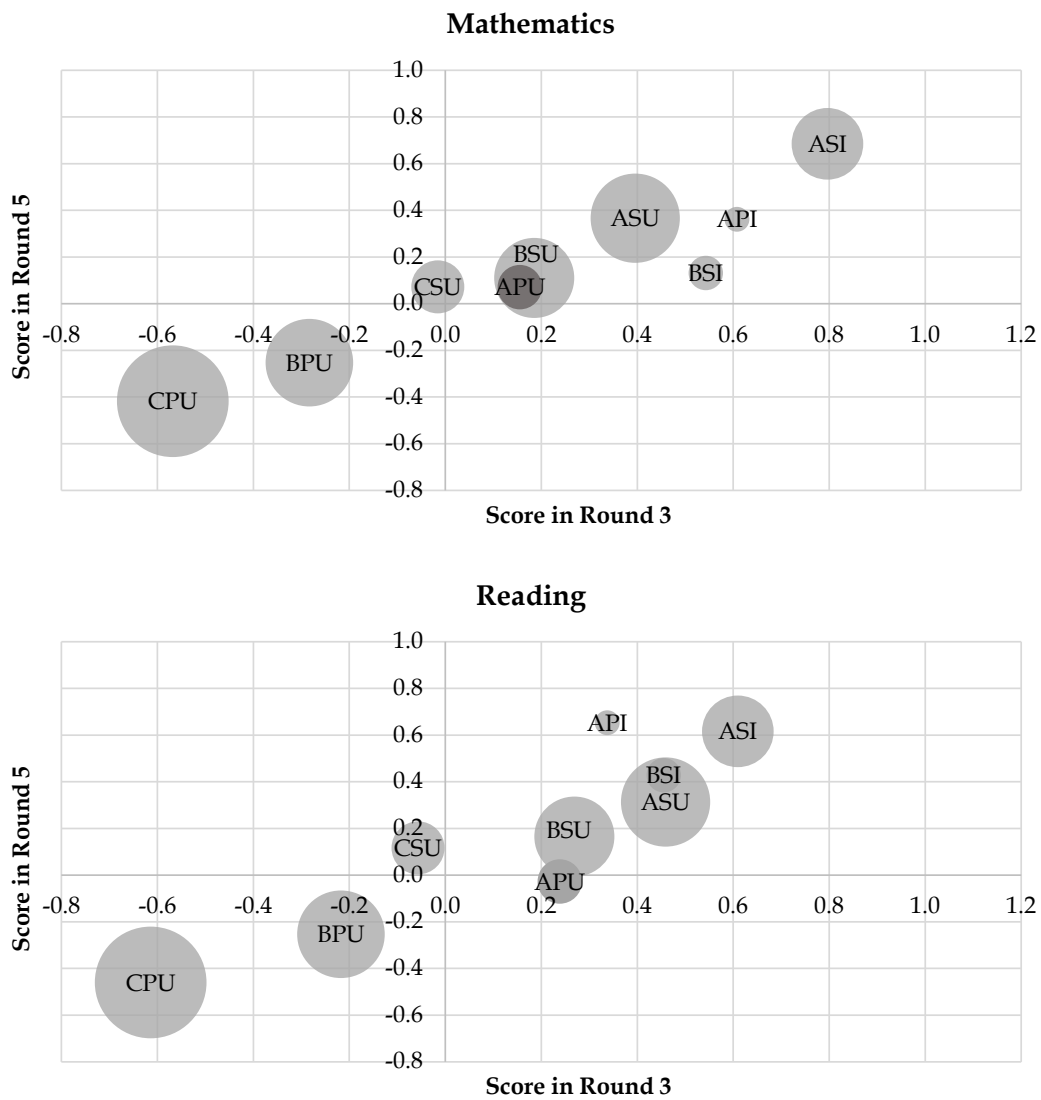 Mathematics
1.0
0.8
ASI
0.6
0.4
ASU
API
0.2
BSU
BSI
CSU
APU
0.0
-0.8 -0.6 -0.4 -0.2 0.0 0.2 0.4 0.6 0.8 1.0 1.2
-0.2
BPU
-0.4
CPU
-0.6
-0.8
Score in Round 5
Score in Round 3
Reading
1.0
0.8
API
ASI
0.6
0.4
BSI
ASU
0.2
BSU
CSU
0.0
APU
-0.8 -0.6 -0.4 -0.2 0.0 0.2 0.4 0.6 0.8 1.0 1.2
-0.2
BPU
-0.4
CPU
-0.6
-0.8
Score in Round 5
Score in Round 3